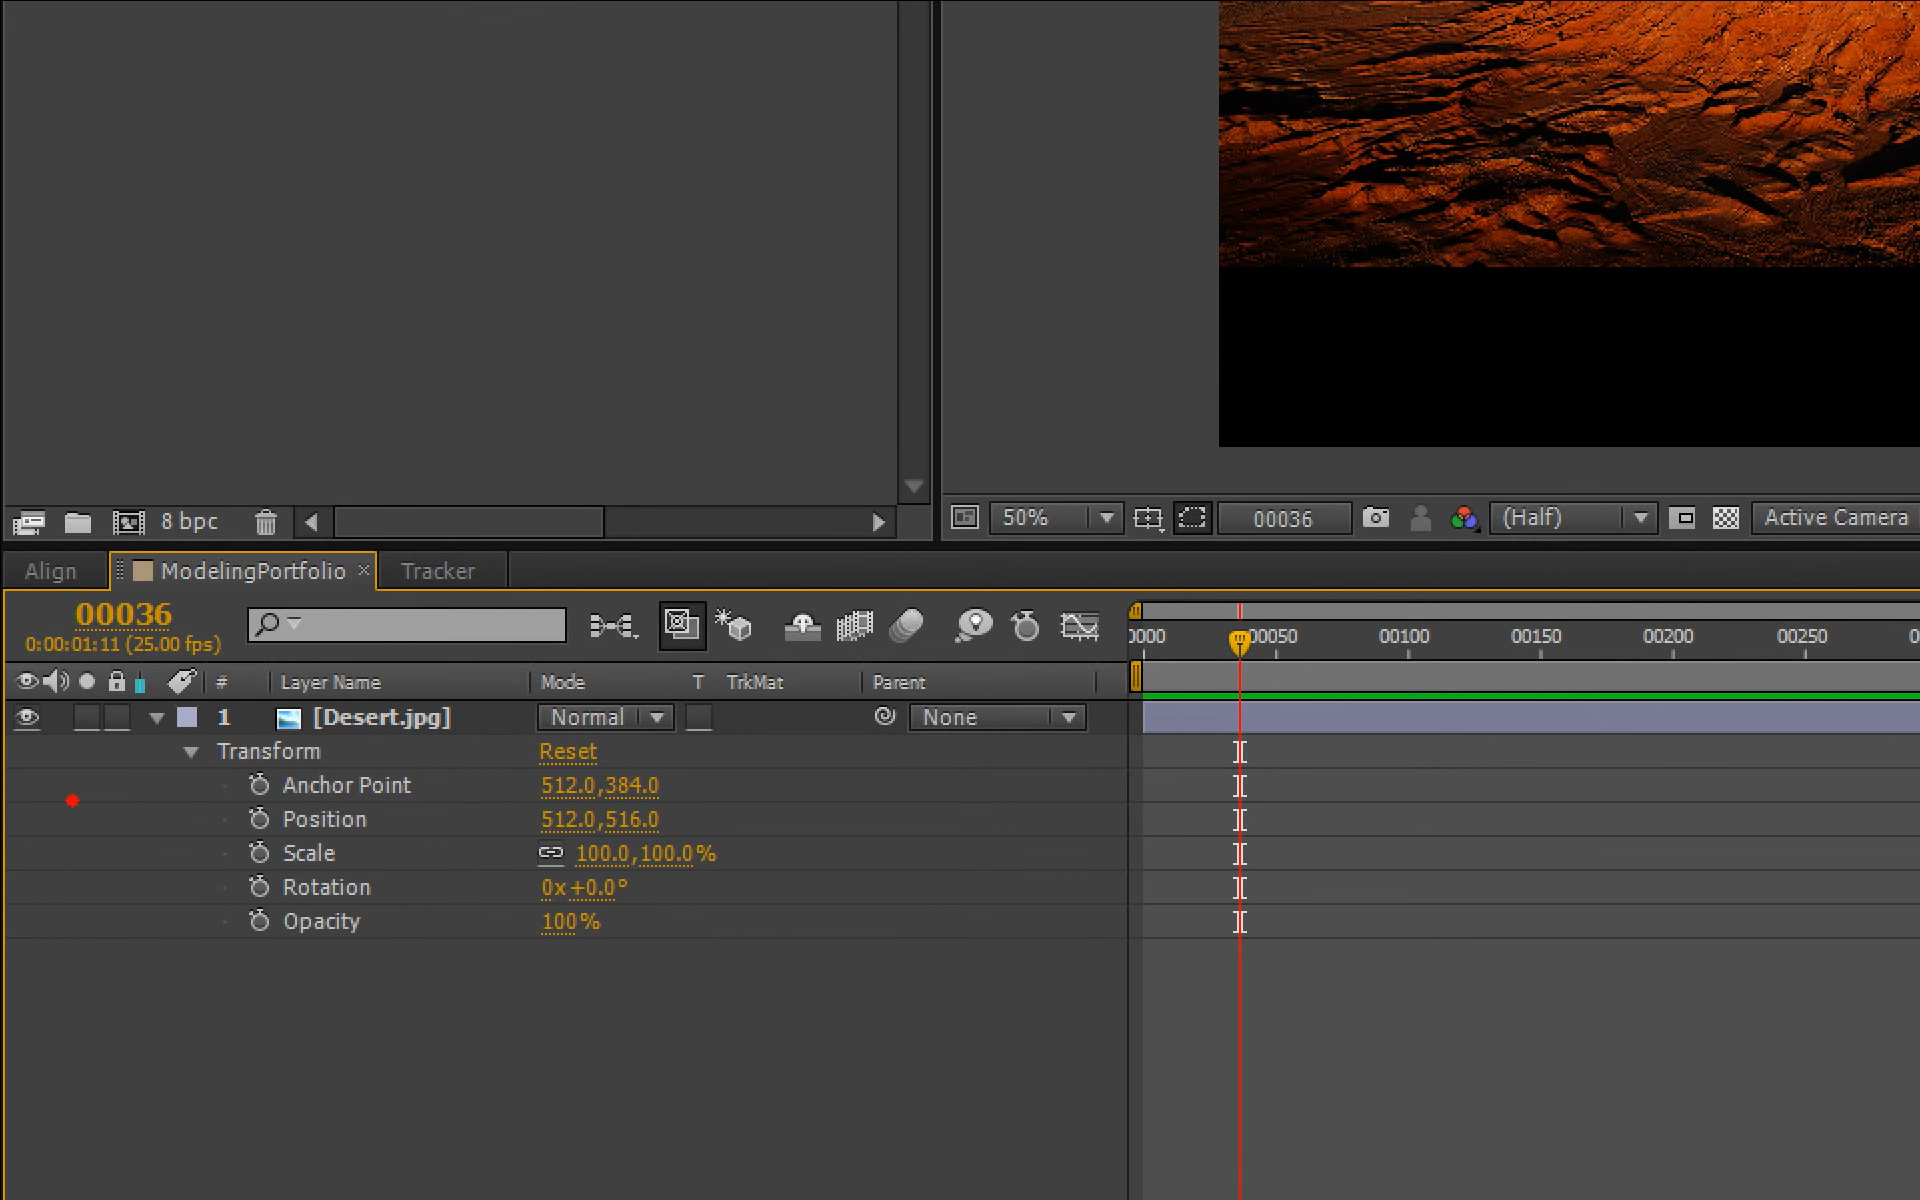 8 bpc
50%
00036
(Half)
Active Camera
Align
ModelingPortfolio ×
Tracker
00036
0:00:01:11 (25.00 fps)
0000
00050
00100
00150
00200
00250
0
# Layer Name Mode T TrkMat Parent
1 [Desert.jpg] Normal None
Transform Reset
Anchor Point 512.0,384.0
Position 512.0,516.0
Scale 100.0,100.0%
Rotation 0x+0.0°
Opacity 100%